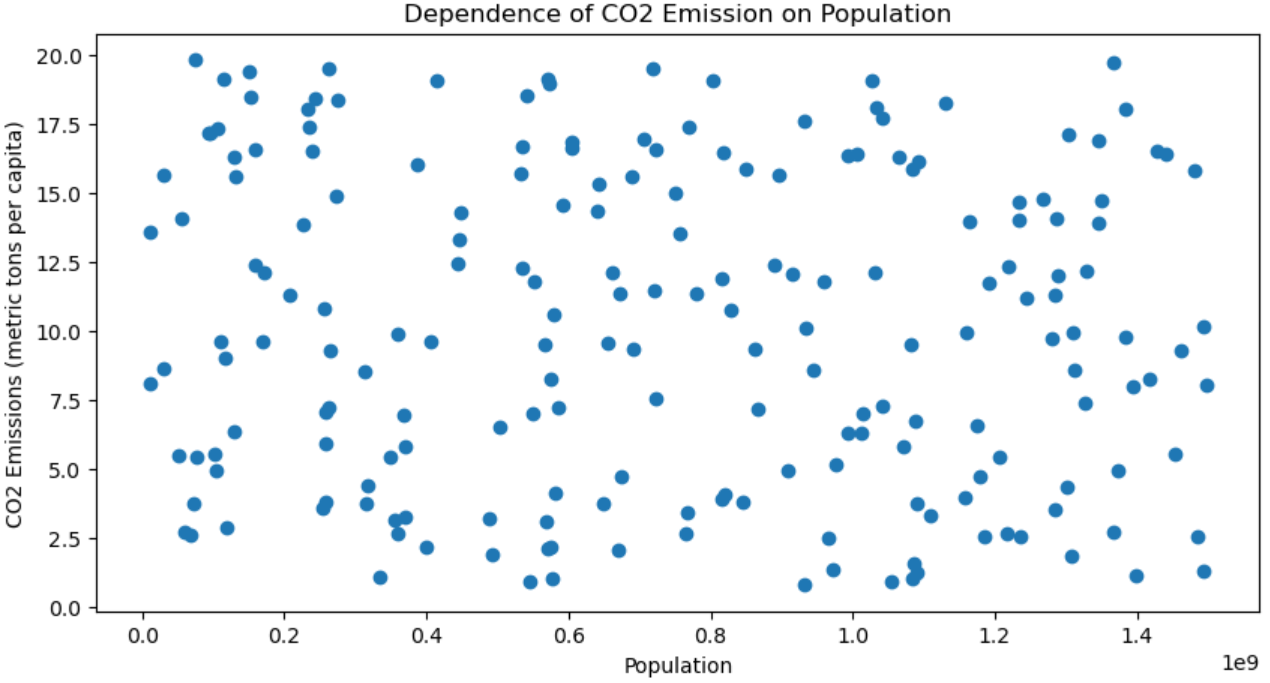 Dependence of CO2 Emission on Population
CO2 Emissions (metric tons per capita)
20.0
17.5
15.0
12.5
10.0
7.5
5.0
2.5
0.0
0.0 0.2 0.4 0.6 0.8 1.0 1.2 1.4
1e9
Population